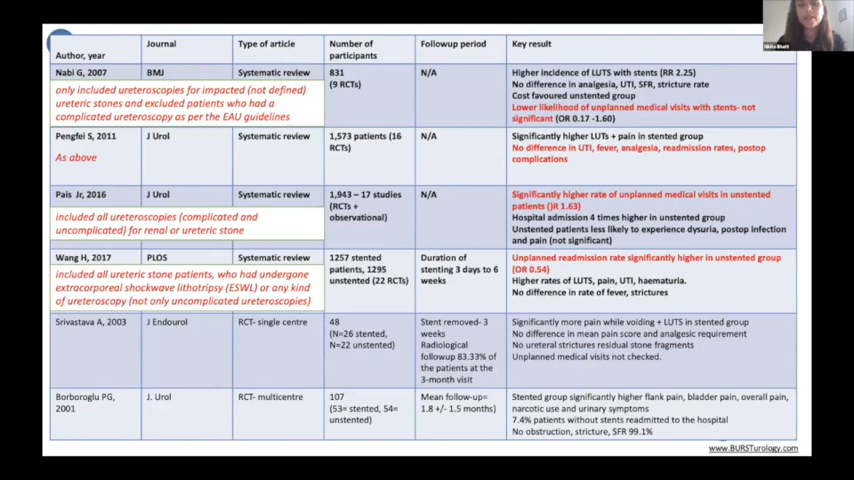 Nikita Bhatt
Author, year
Journal
Type of article
Number of
participants
Followup period
Key result
Nabi G, 2007
BMJ
Systematic review
831
(9 RCTs)
N/A
Higher incidence of LUTS with stents (RR 2.25)
No difference in analgesia, UTI, SFR, stricture rate
Cost favoured unstented group
Lower likelihood of unplanned medical visits with stents- not
significant (OR 0.17 -1.60)
only included ureteroscopies for impacted (not defined)
ureteric stones and excluded patients who had a
complicated ureteroscopy as per the EAU guidelines
Pengfei S, 2011
As above
J Urol
Systematic review
1,573 patients (16
RCTs)
N/A
Significantly higher LUTs + pain in stented group
No difference in UTI, fever, analgesia, readmission rates, postop
complications
Pais Jr, 2016
J Urol
Systematic review
1,943 – 17 studies
(RCTs +
observational)
N/A
Significantly higher rate of unplanned medical visits in unstented
patients ()R 1.63)
Hospital admission 4 times higher in unstented group
Unstented patients less likely to experience dysuria, postop infection
and pain (not significant)
included all ureteroscopies (complicated and
uncomplicated) for renal or ureteric stone
Wang H, 2017
PLOS
Systematic review
1257 stented
patients, 1295
unstented (22 RCTs)
Duration of
stenting 3 days to 6
weeks
Unplanned readmission rate significantly higher in unstented group
(OR 0.54)
Higher rates of LUTS, pain, UTI, haematuria.
No difference in rate of fever, strictures
included all ureteric stone patients, who had undergone
extracorporeal shockwave lithotripsy (ESWL) or any kind
of ureteroscopy (not only uncomplicated ureteroscopies)
Srivastava A, 2003
J Endourol
RCT- single centre
48
(N=26 stented,
N=22 unstented)
Stent removed- 3
weeks
Radiological
followup 83.33% of
the patients at the
3-month visit
Significantly more pain while voiding + LUTS in stented group
No difference in mean pain score and analgesic requirement
No ureteral strictures residual stone fragments
Unplanned medical visits not checked.
Borboroglu PG,
2001
J. Urol
RCT- multicentre
107
(53= stented, 54=
unstented)
Mean follow-up=
1.8 +/- 1.5 months)
Stented group significantly higher flank pain, bladder pain, overall pain,
narcotic use and urinary symptoms
7.4% patients without stents readmitted to the hospital
No obstruction, stricture, SFR 99.1%
www.BURSTurology.com